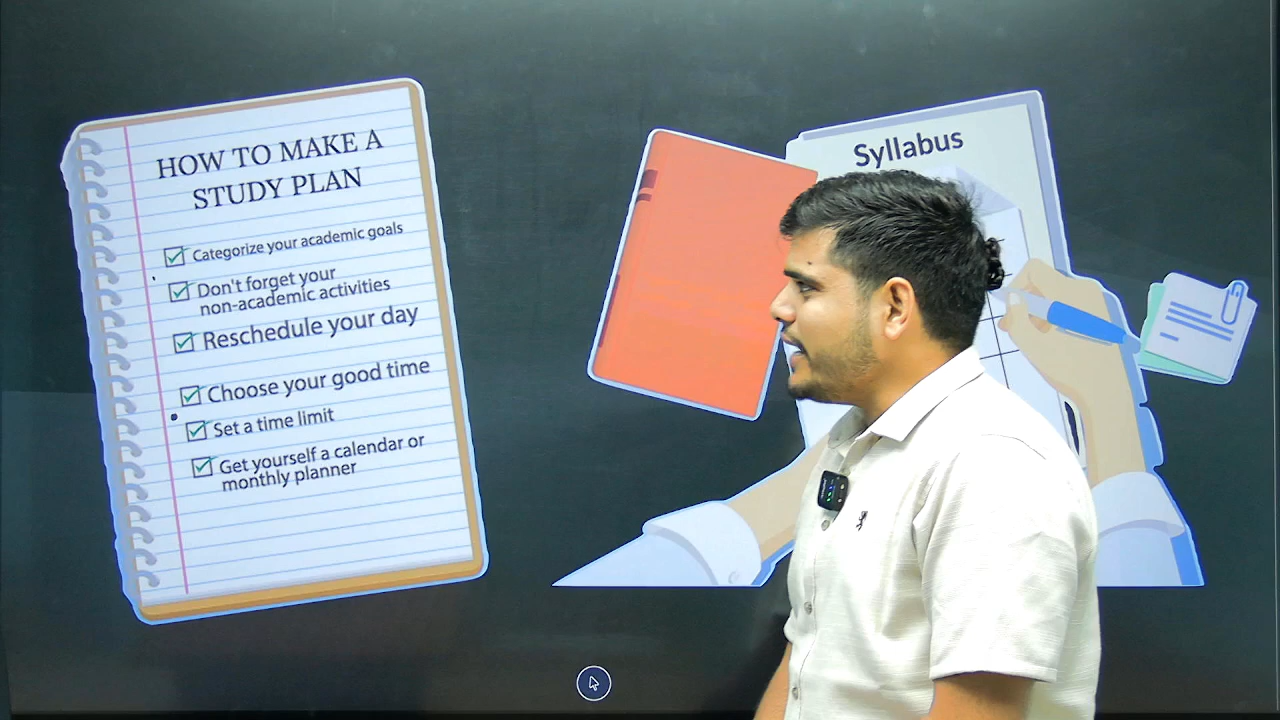 HOW TO MAKE A
STUDY PLAN
Categorize your academic goals
Don't forget your
non-academic activities
Reschedule your day
Choose your good time
Set a time limit
Get yourself a calendar or
monthly planner
Syllabus